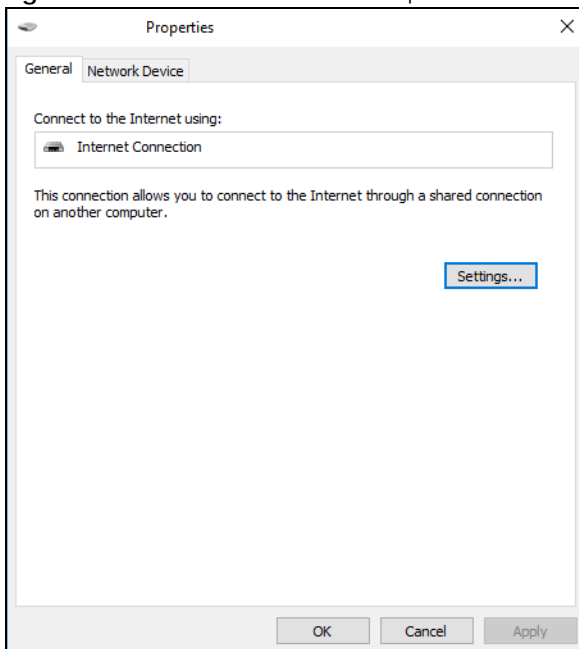 Properties
General Network Device
Connect to the Internet using:
Internet Connection
This connection allows you to connect to the Internet through a shared connection
on another computer.
Settings...
OK Cancel Apply